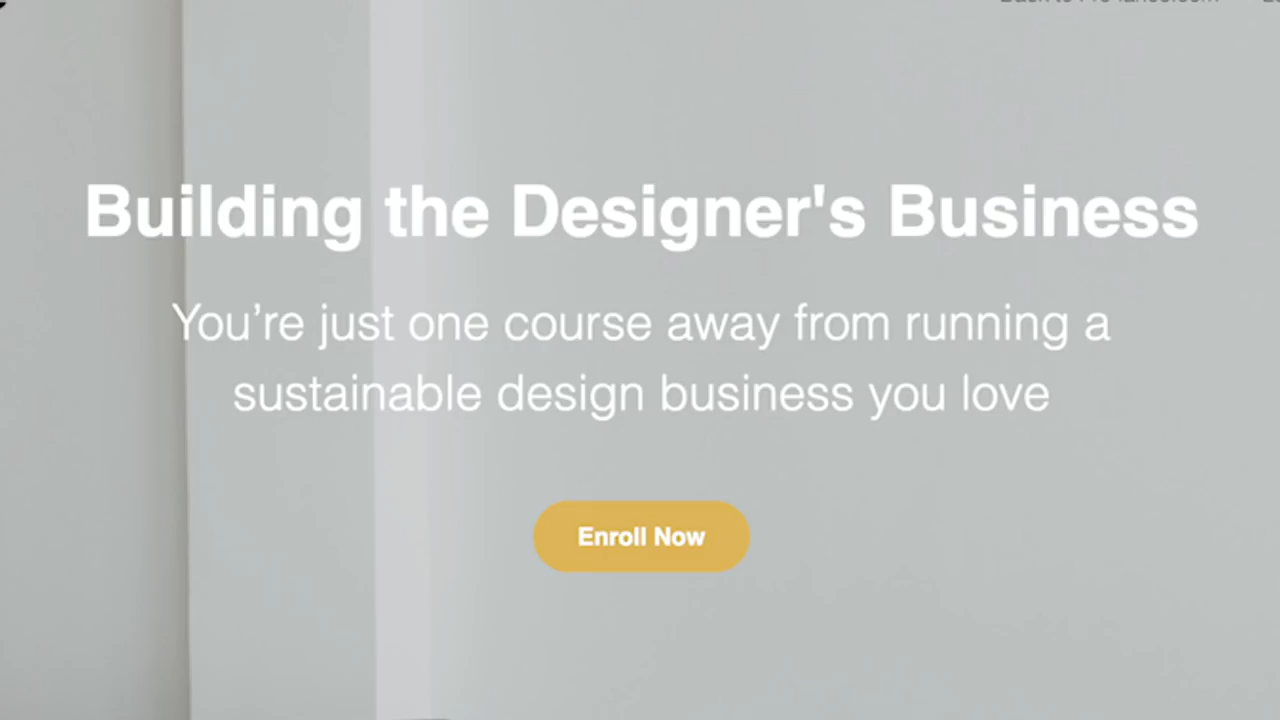 Building the Designer's Business
You’re just one course away from running a
sustainable design business you love
Enroll Now